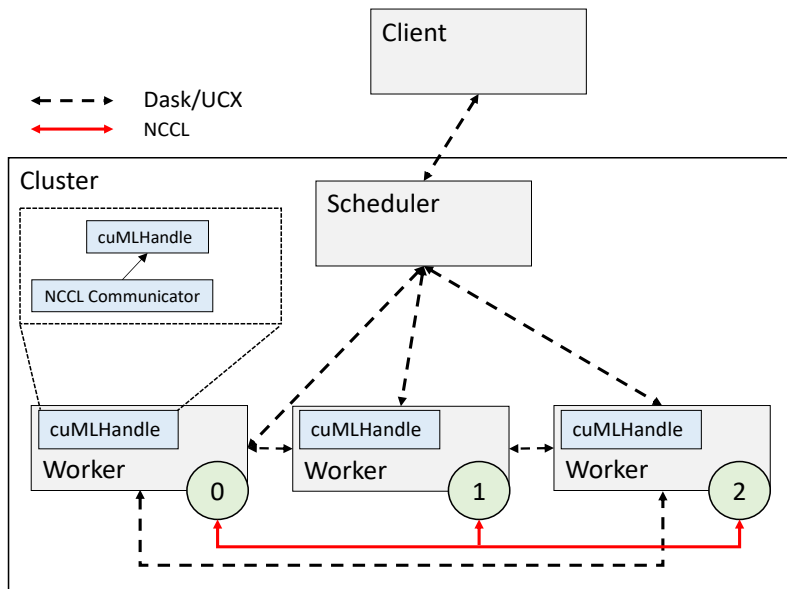 Client
Dask/UCX
NCCL
Cluster
Scheduler
cuMLHandle
NCCL Communicator
cuMLHandle
cuMLHandle
cuMLHandle
Worker
Worker
Worker
0
1
2